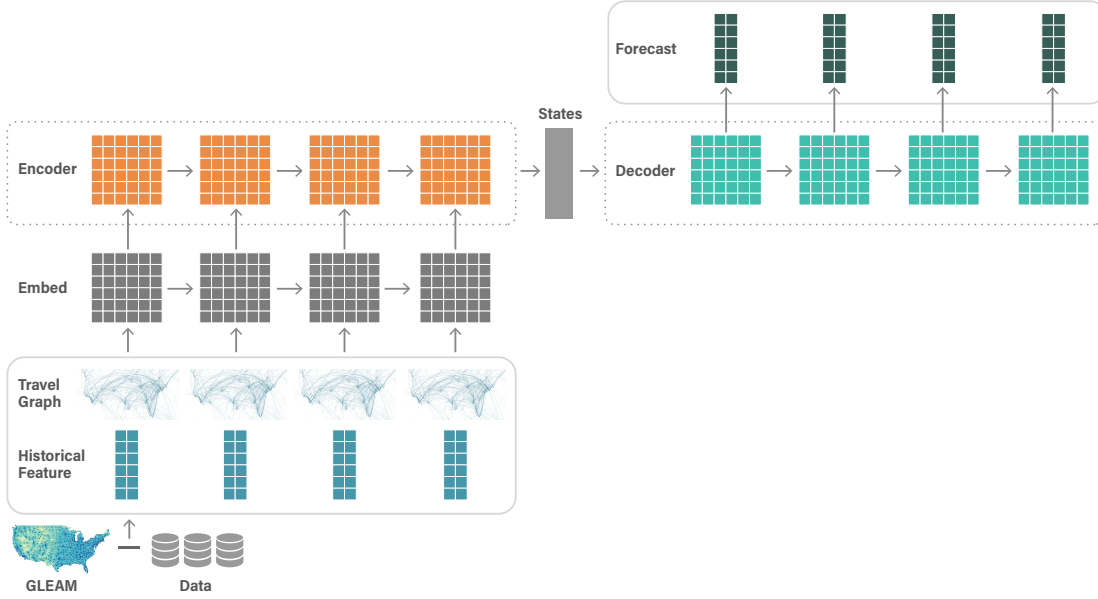 Forecast
States
Encoder
Decoder
Embed
Travel
Graph
Historical
Feature
GLEAM
Data